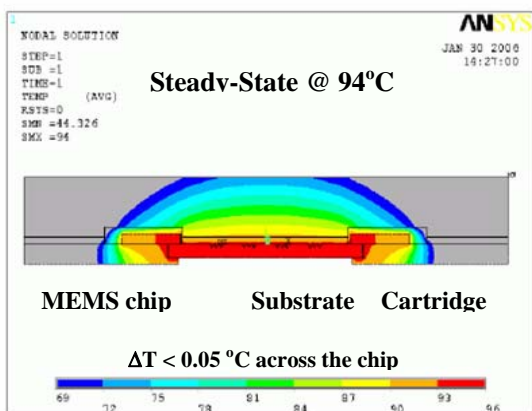 1
NODAL SOLUTION
STEP=1
SUB =1
TIME=1
TEMP (AVG)
RSYS=0
SMN =44.326
SMX =94
ANSYS
JAN 30 2006
14:27:00
Steady-State @ 94°C
MEMS chip Substrate Cartridge
ΔT < 0.05 °C across the chip
69 75 81 87 93
72 78 84 90 96